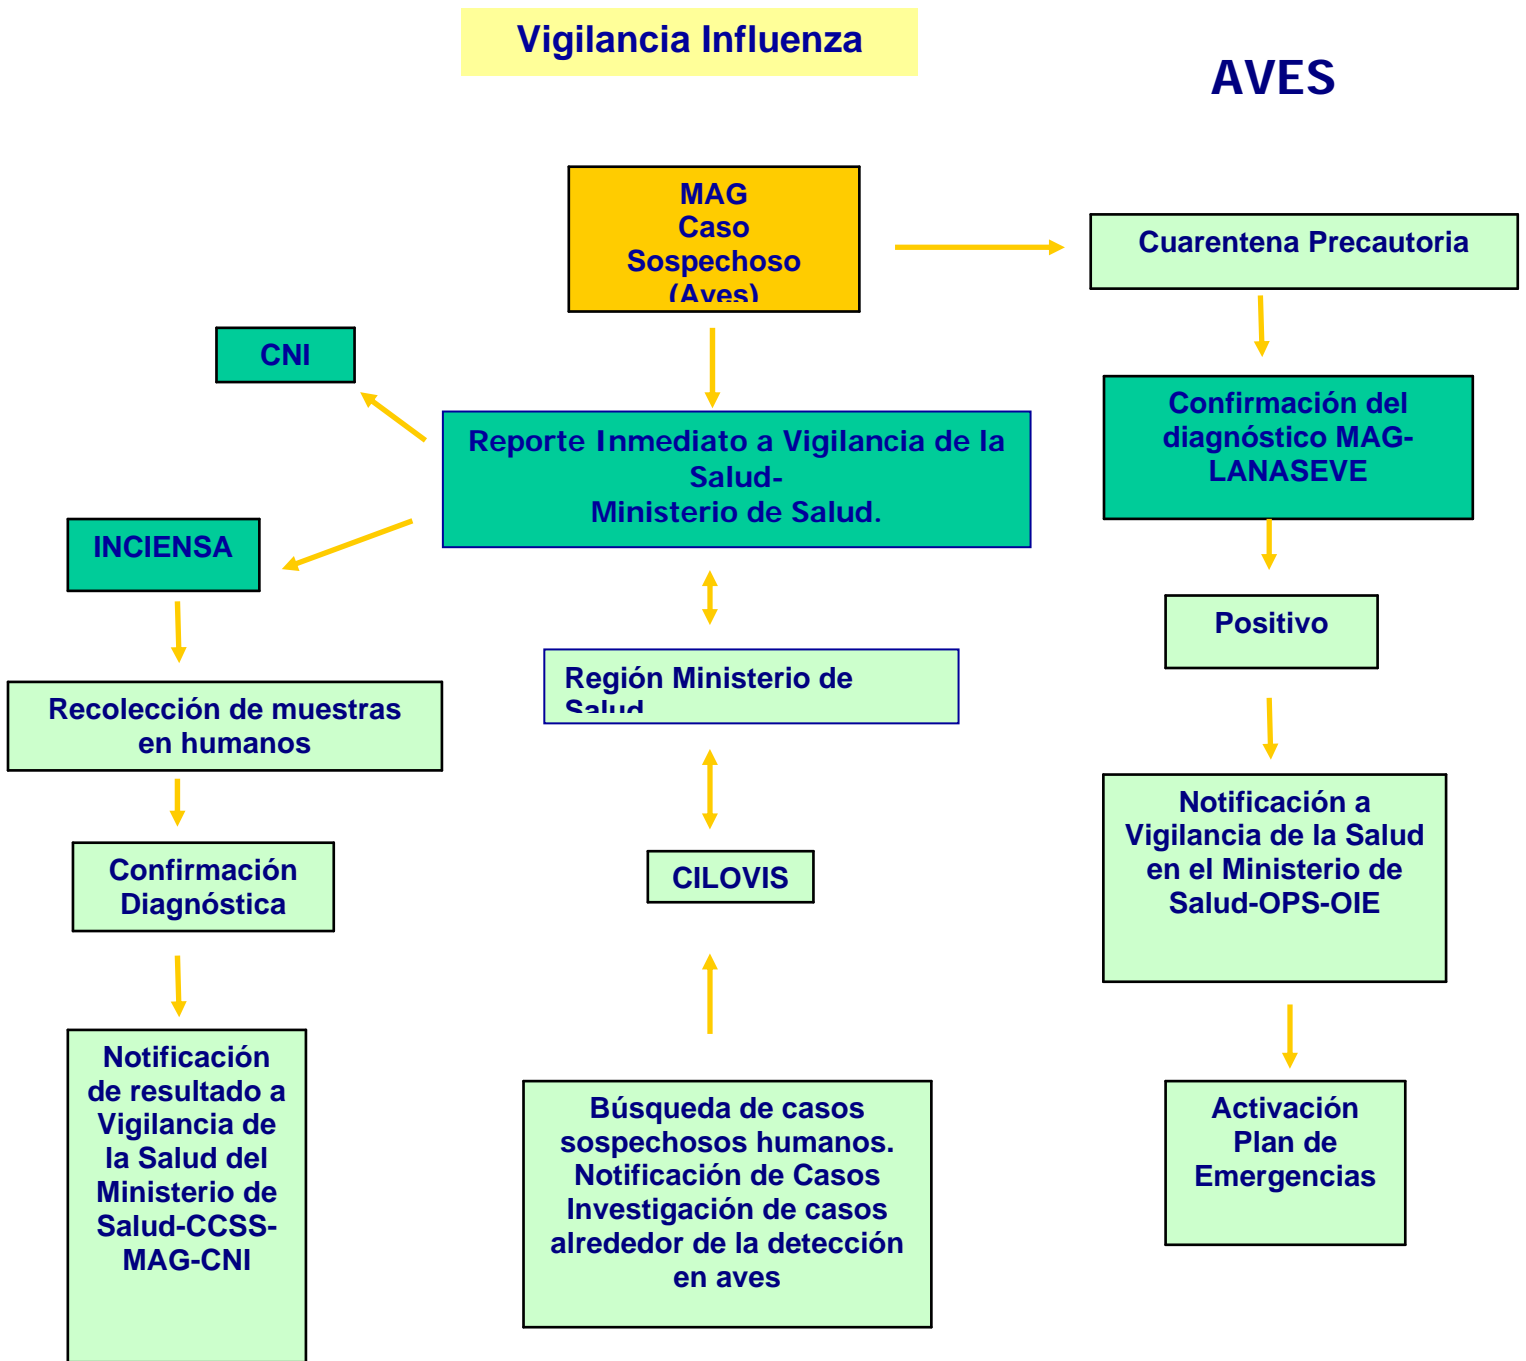 Vigilancia Influenza
AVES
MAG
Caso
Sospechoso
(Aves)
Cuarentena Precautoria
CNI
Confirmación del
diagnóstico MAG-
LANASEVE
Reporte Inmediato a Vigilancia de la
Salud-
Ministerio de Salud.
INCIENSA
Positivo
Región Ministerio de
Salud
Recolección de muestras
en humanos
Notificación a
Vigilancia de la Salud
en el Ministerio de
Salud-OPS-OIE
Confirmación
Diagnóstica
CILOVIS
Notificación
de resultado a
Vigilancia de
la Salud del
Ministerio de
Salud-CCSS-
MAG-CNI
Búsqueda de casos
sospechosos humanos.
Notificación de Casos
Investigación de casos
alrededor de la detección
en aves
Activación
Plan de
Emergencias